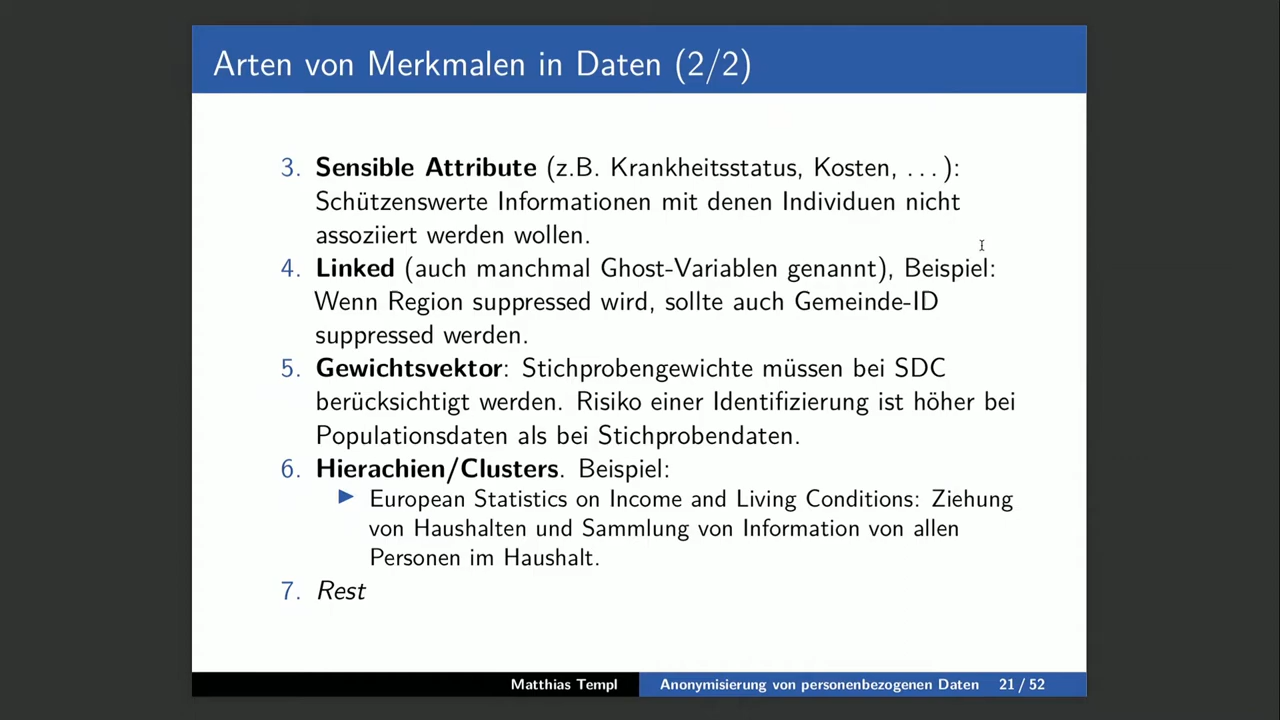 Arten von Merkmalen in Daten (2/2)
3. Sensible Attribute (z.B. Krankheitsstatus, Kosten, . . . ):
Schützenswerte Informationen mit denen Individuen nicht
assoziiert werden wollen.
4. Linked (auch manchmal Ghost-Variablen genannt), Beispiel:
Wenn Region suppressed wird, sollte auch Gemeinde-ID
suppressed werden.
5. Gewichtsvektor: Stichprobengewichte müssen bei SDC
berücksichtigt werden. Risiko einer Identifizierung ist höher bei
Populationsdaten als bei Stichprobendaten.
6. Hierachien/Clusters. Beispiel:
European Statistics on Income and Living Conditions: Ziehung
von Haushalten und Sammlung von Information von allen
Personen im Haushalt.
7. Rest
Matthias Templ Anonymisierung von personenbezogenen Daten 21 / 52